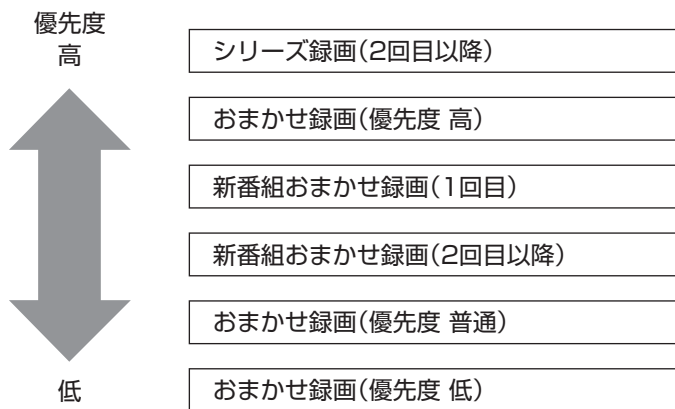 優先度
高
シリーズ録画(2回目以降)
おまかせ録画(優先度 高)
新番組おまかせ録画(1回目)
新番組おまかせ録画(2回目以降)
おまかせ録画(優先度 普通)
低
おまかせ録画(優先度 低)